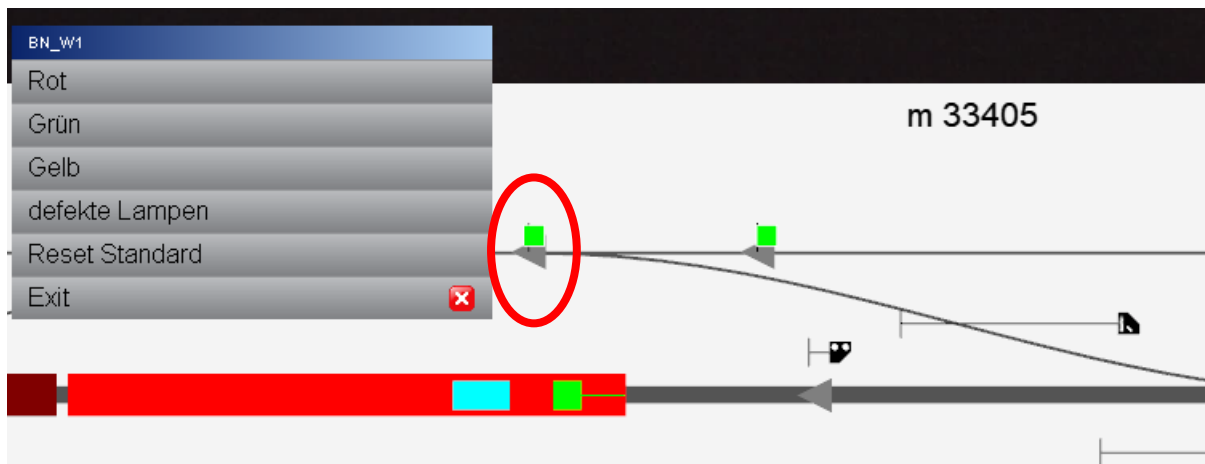 BN_W1
Rot
Grün
Gelb
defekte Lampen
Reset Standard
Exit
m 33405